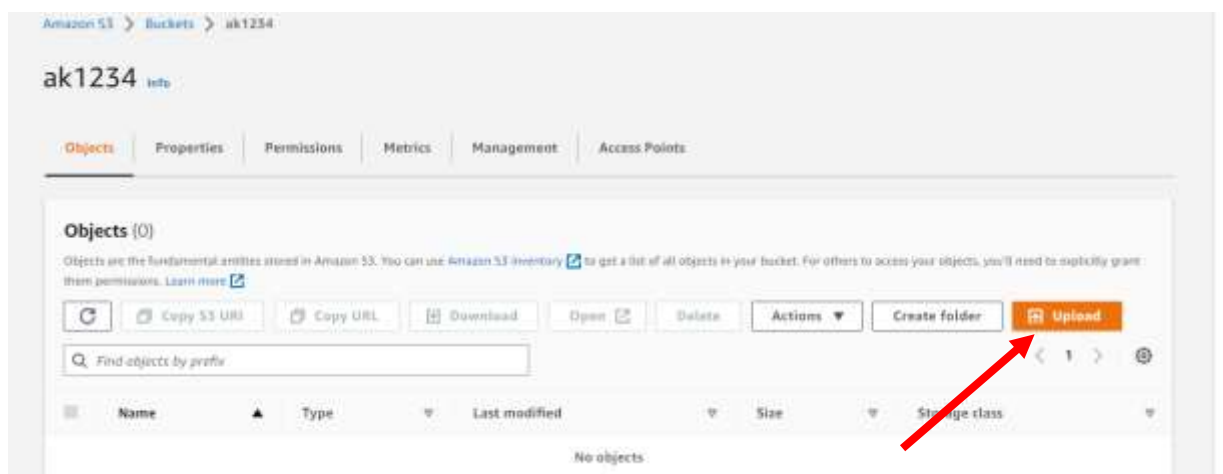 Amazon S3 > Buckets > ak1234
ak1234 Info
Objects Properties Permissions Metrics Management Access Points
Objects (0)
Objects are the fundamental entities stored in Amazon S3. You can use Amazon S3 inventory to get a list of all objects in your bucket. For others to access your objects, you'll need to explicitly grant
them permissions. Learn more
Copy S3 URI Copy URL Download Open Delete Actions Create folder Upload
Find objects by prefix 1
Name Type Last modified Size Storage class
No objects